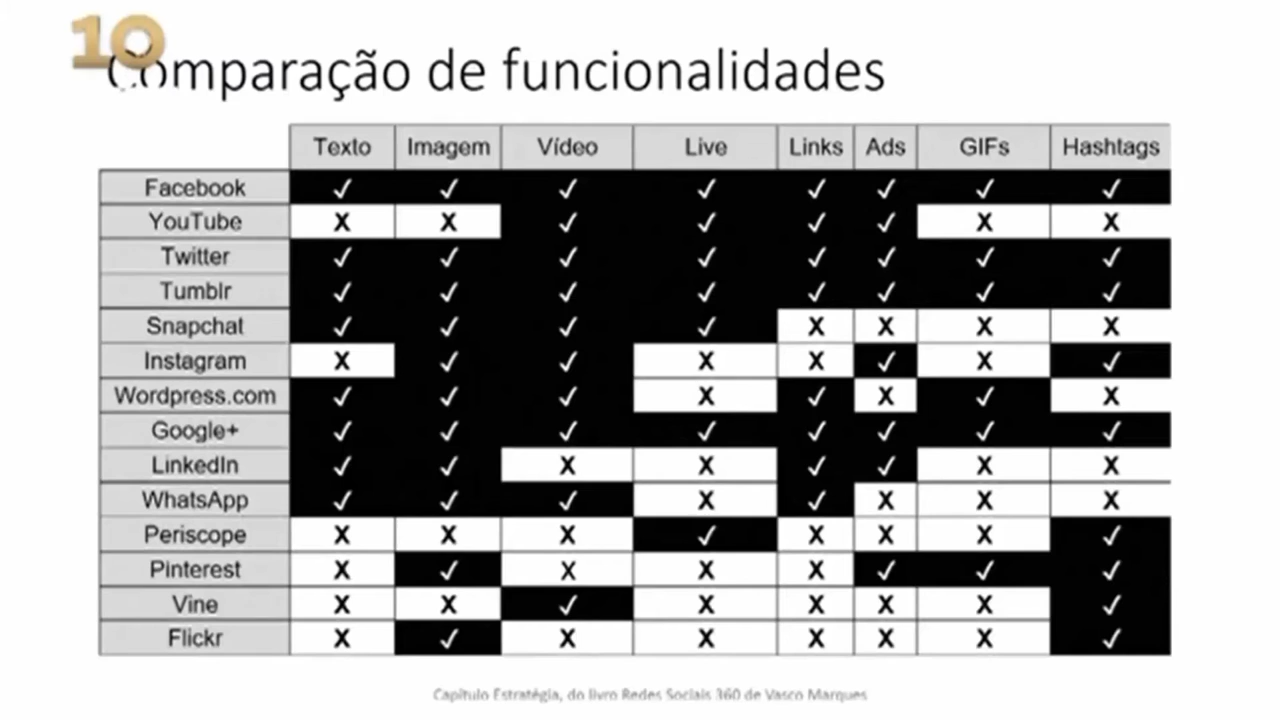 10
Comparação de funcionalidades
Texto Imagem Vídeo Live Links Ads GIFs Hashtags
Facebook ✓ ✓ ✓ ✓ ✓ ✓ ✓ ✓
YouTube X X ✓ ✓ ✓ ✓ X X
Twitter ✓ ✓ ✓ ✓ ✓ ✓ ✓ ✓
Tumblr ✓ ✓ ✓ ✓ ✓ ✓ ✓ ✓
Snapchat ✓ ✓ ✓ ✓ X X X X
Instagram X ✓ ✓ X X ✓ X ✓
Wordpress.com ✓ ✓ ✓ X ✓ X ✓ X
Google+ ✓ ✓ ✓ ✓ ✓ ✓ ✓ ✓
LinkedIn ✓ ✓ X X ✓ ✓ X X
WhatsApp ✓ ✓ ✓ X ✓ X X X
Periscope X X X ✓ X X X ✓
Pinterest X ✓ X X X ✓ ✓ ✓
Vine X X ✓ X X X X ✓
Flickr X ✓ X X X X X ✓
Capítulo Estratégia, do livro Redes Sociais 360 de Vasco Marques